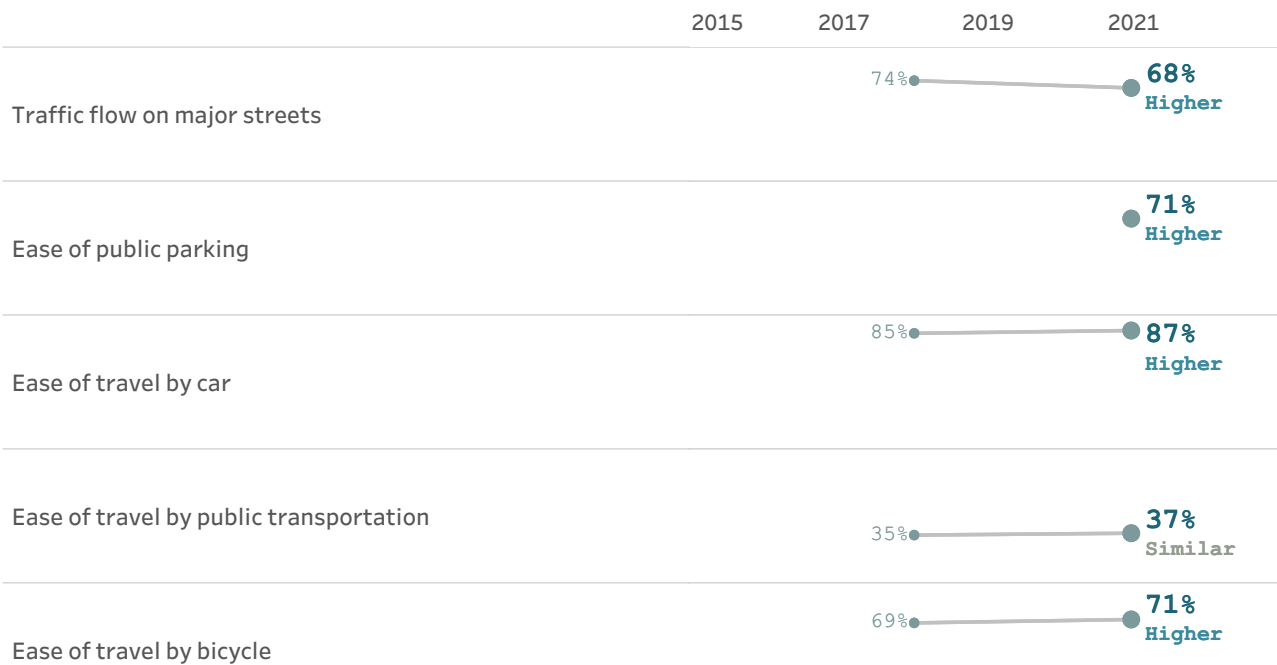 2015 2017 2019 2021
74% 68%
Higher
Traffic flow on major streets
71%
Higher
Ease of public parking
85% 87%
Higher
Ease of travel by car
Ease of travel by public transportation
35% 37%
Similar
69% 71%
Higher
Ease of travel by bicycle